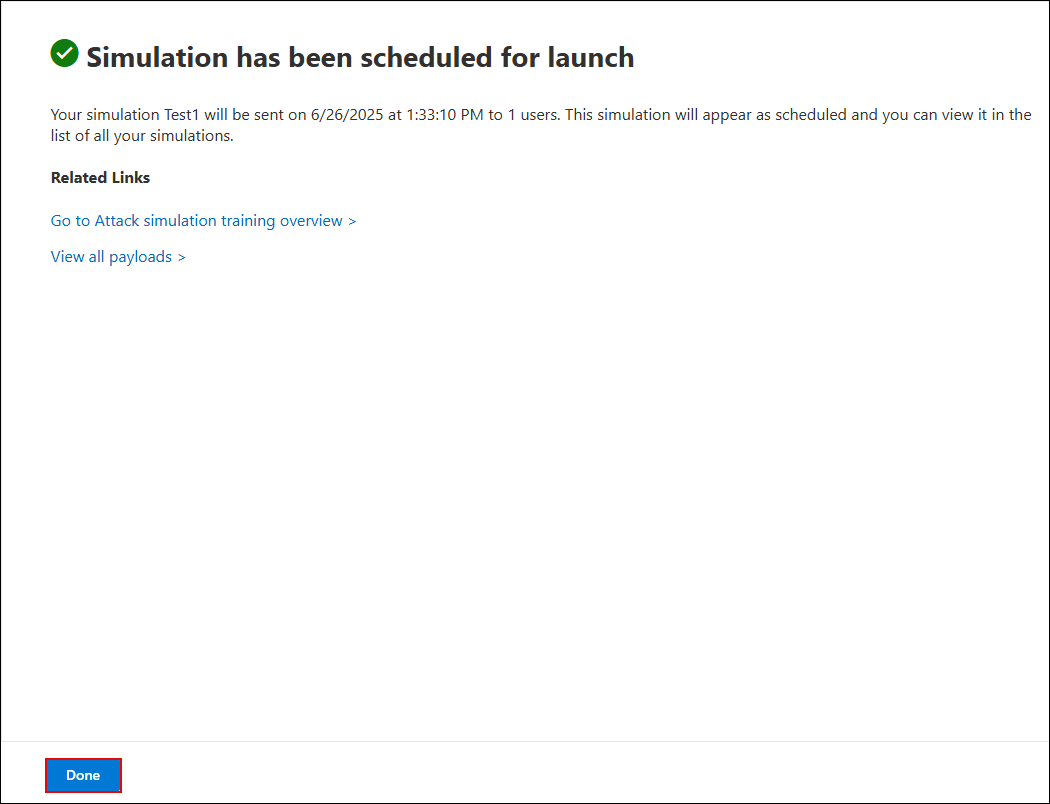 Simulation has been scheduled for launch
Your simulation Test1 will be sent on 6/26/2025 at 1:33:10 PM to 1 users. This simulation will appear as scheduled and you can view it in the
list of all your simulations.
Related Links
Go to Attack simulation training overview >
View all payloads >
Done